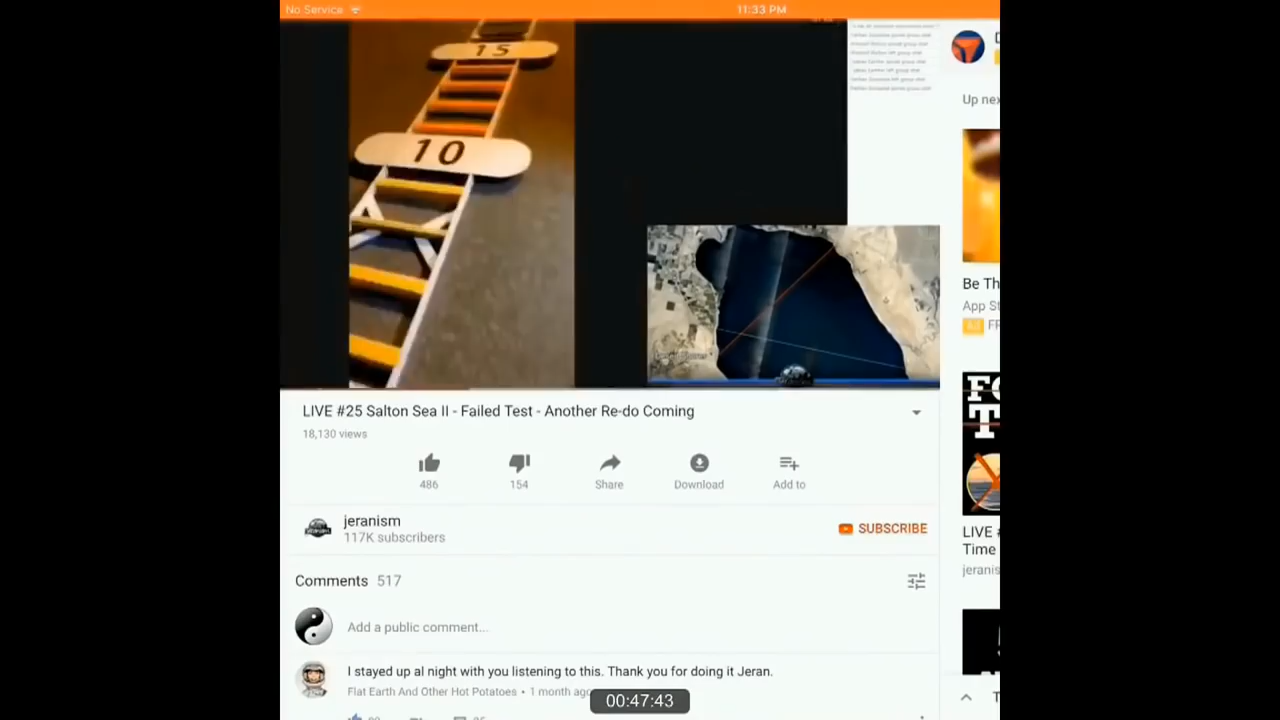 No Service
11:33 PM
15
10
Up nex
Be Th
App St
Ad FR
LIVE #25 Salton Sea II - Failed Test - Another Re-do Coming
18,130 views
486
154
Share
Download
Add to
jeranism
117K subscribers
SUBSCRIBE
LIVE #
Time
jeranis
Comments 517
Add a public comment...
I stayed up al night with you listening to this. Thank you for doing it Jeran.
Flat Earth And Other Hot Potatoes • 1 month ago
00:47:43